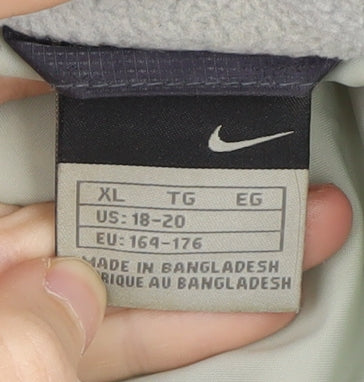 XL TG EG
US: 18-20
EU: 164-176
MADE IN BANGLADESH
RIQUE AU BANGLADESH